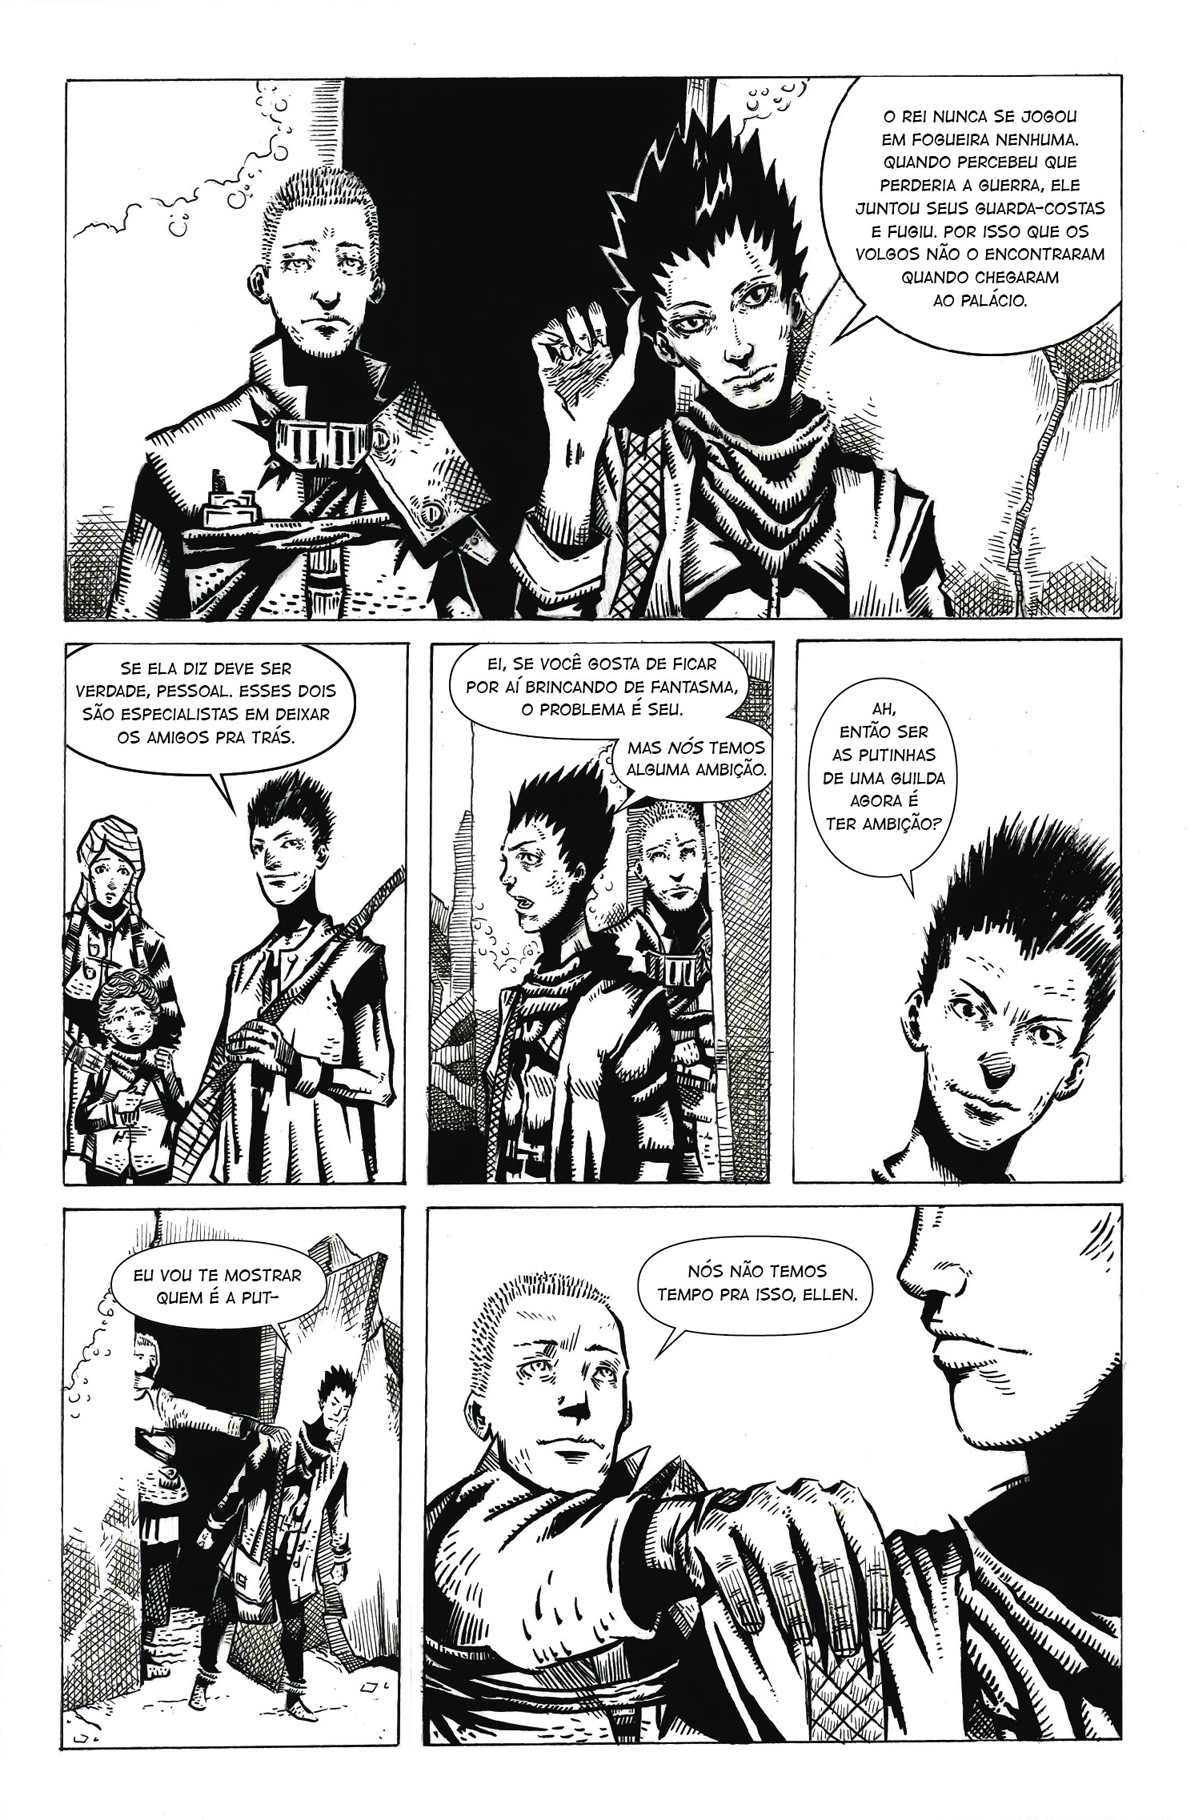 O REI NUNCA SE JOGOU
EM FOGUEIRA NENHUMA.
QUANDO PERCEBEU QUE
PERDERIA A GUERRA, ELE
JUNTOU SEUS GUARDA-COSTAS
E FUGIU. POR ISSO QUE OS
VOLGOS NÃO O ENCONTRARAM
QUANDO CHEGARAM
AO PALÁCIO.
SE ELA DIZ DEVE SER
VERDADE, PESSOAL. ESSES DOIS
SÃO ESPECIALISTAS EM DEIXAR
OS AMIGOS PRA TRÁS.
EI, SE VOCÊ GOSTA DE FICAR
POR AÍ BRINCANDO DE FANTASMA,
O PROBLEMA É SEU.
MAS NÓS TEMOS
ALGUMA AMBIÇÃO.
AH,
ENTÃO SER
AS PUTINHAS
DE UMA GUILDA
AGORA É
TER AMBIÇÃO?
EU VOU TE MOSTRAR
QUEM É A PUT-
NÓS NÃO TEMOS
TEMPO PRA ISSO, ELLEN.